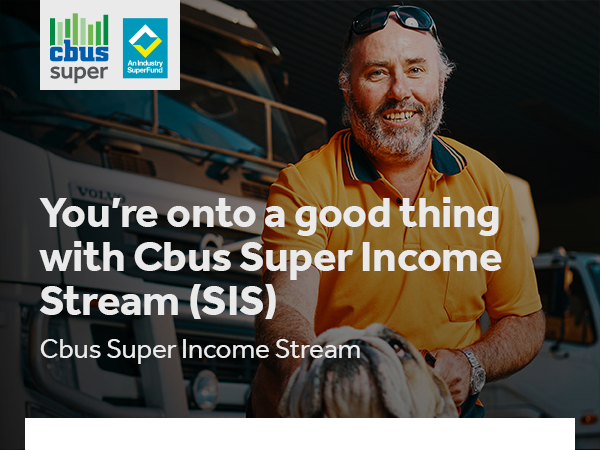 cbus
super
An Industry
SuperFund
VOLVO
You're onto a good thing
with Cbus Super Income
Stream (SIS)
Cbus Super Income Stream